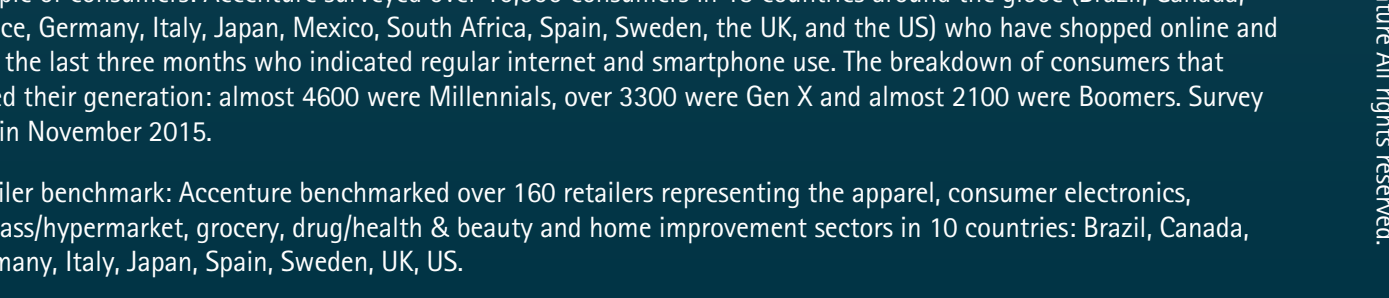 of consumers: Accenture surveyed over 10,000 consumers in countries around the globe (Brazil, Canada,
ce, Germany, Italy, Japan, Mexico, South Africa, Spain, Sweden, the UK, and the US) who have shopped online and
the last three months who indicated regular internet and smartphone use. The breakdown of consumers that
ed their generation: almost 4600 were Millennials, over 3300 were Gen X and almost 2100 were Boomers. Survey
in November 2015.
iler benchmark: Accenture benchmarked over 160 retailers representing the apparel, consumer electronics,
ass/hypermarket, grocery, drug/health & beauty and home improvement sectors in 10 countries: Brazil, Canada,
many, Italy, Japan, Spain, Sweden, UK, US.
ture All rights reserved.